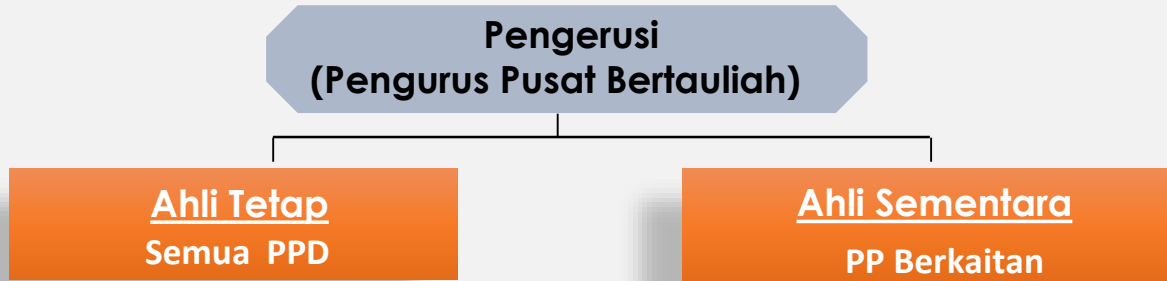 Pengerusi
(Pengurus Pusat Bertauliah)
Ahli Tetap
Semua PPD
Ahli Sementara
PP Berkaitan